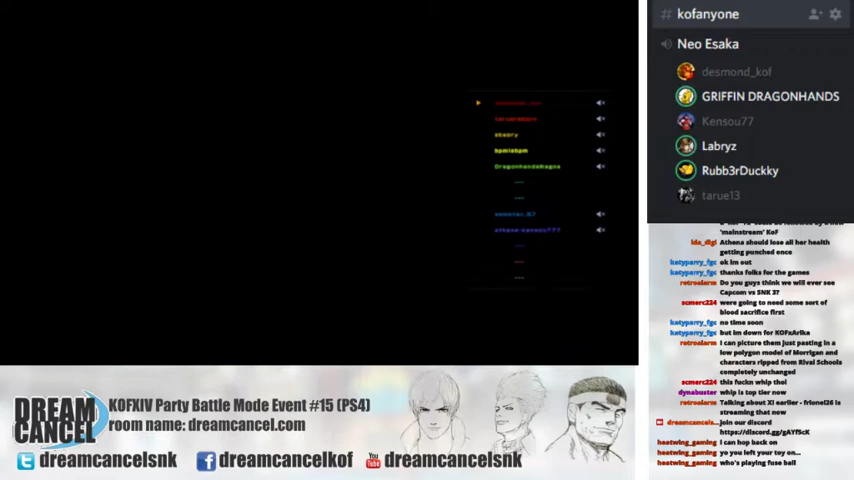 skeory
bpmisbpm
Dragonhandsmagna
---
---
---
---
# kofanyone
Neo Esaka
desmond_kof
GRIFFIN DRAGONHANDS
Kensou77
Labryz
Rubb3rDuckky
tarue13
'mainstream' KoF
Athena should lose all her health
getting punched ence
katyparry_fgc ok im out
katyparry_fgc thanks folks for the games
retroalarm Do you guys think we will ever see
Capcom vs SNK 3?
scmerc224 were going to need some sort of
blood sacrifice first
katyparry_fgc no time soon
katyparry_fgc but im down for KOFxArika
retroalarm I can picture them just pasting in a
low polygon model of Morrigan and
characters ripped from Rival Schools
completely unchanged
scmerc224 this fuckn whip thol
dynabuster whip is top tier now
retroalarm Talking about XI earlier - frionel26 is
streaming that now
dreamcancels... Join our discord
https://discord.gg/gAYf5cK
heatwing_gaming I can hop back on
heatwing_gaming yo you left your toy on...
heatwing_gaming who's playing fuse ball
DREAM CANCEL
KOFXIV Party Battle Mode Event #15 (PS4)
room name: dreamcancel.com
dreamcancelsnk dreamcancelkof You Tube dreamcancelsnk